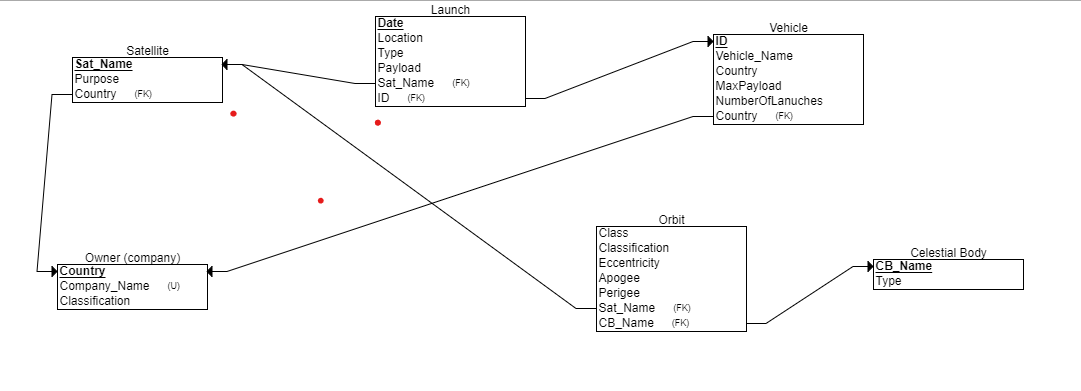 Launch
Date
Location
Type
Payload
Sat_Name (FK)
ID (FK)
Vehicle
ID
Vehicle_Name
Country
MaxPayload
NumberOfLanuches
Country (FK)
Satellite
Sat_Name
Purpose
Country (FK)
Orbit
Class
Classification
Eccentricity
Apogee
Perigee
Sat_Name (FK)
CB_Name (FK)
Celestial Body
CB_Name
Type
Owner (company)
Country
Company_Name (U)
Classification